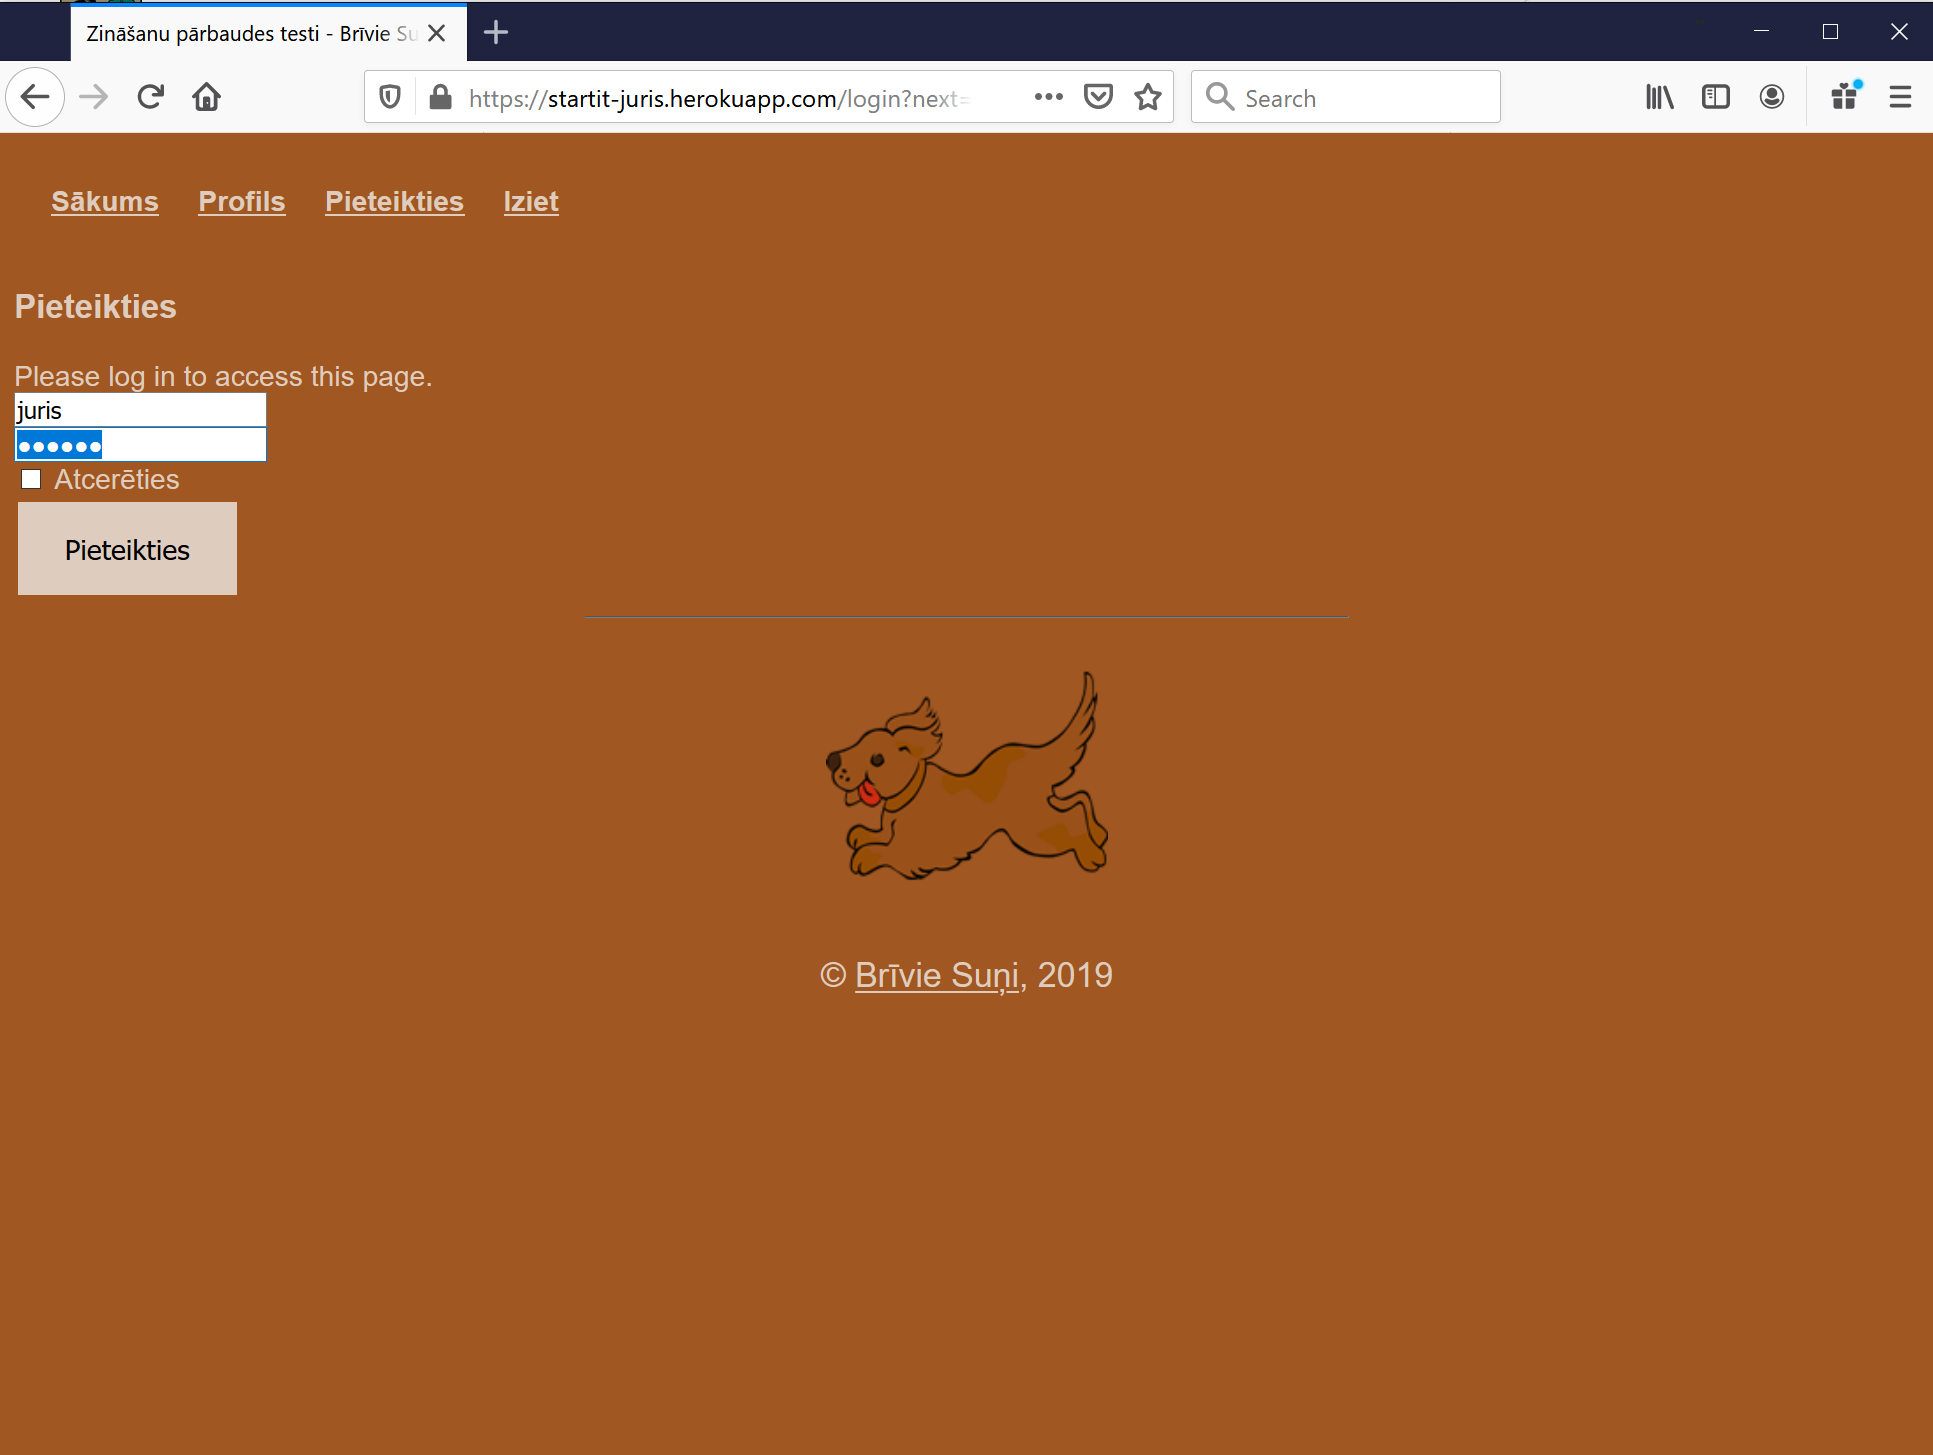 Zināšanu pārbaudes testi - Brīvie
https://startit-juris.herokuapp.com/login?next=
Search
Sākums Profils Pieteikties Iziet
Pieteikties
Please log in to access this page.
juris
••••••
Atcerēties
Pieteikties
© Brīvie Suņi, 2019